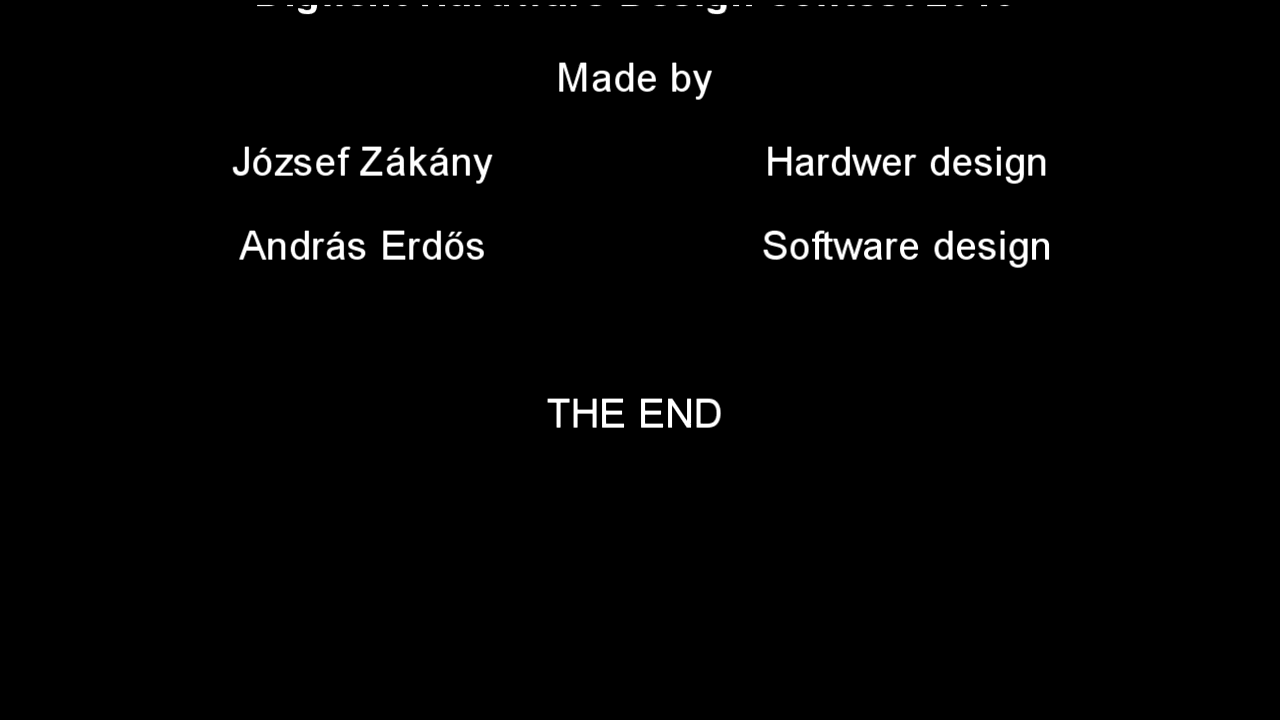 Made by
József Zákány Hardwer design
András Erdős Software design
THE END